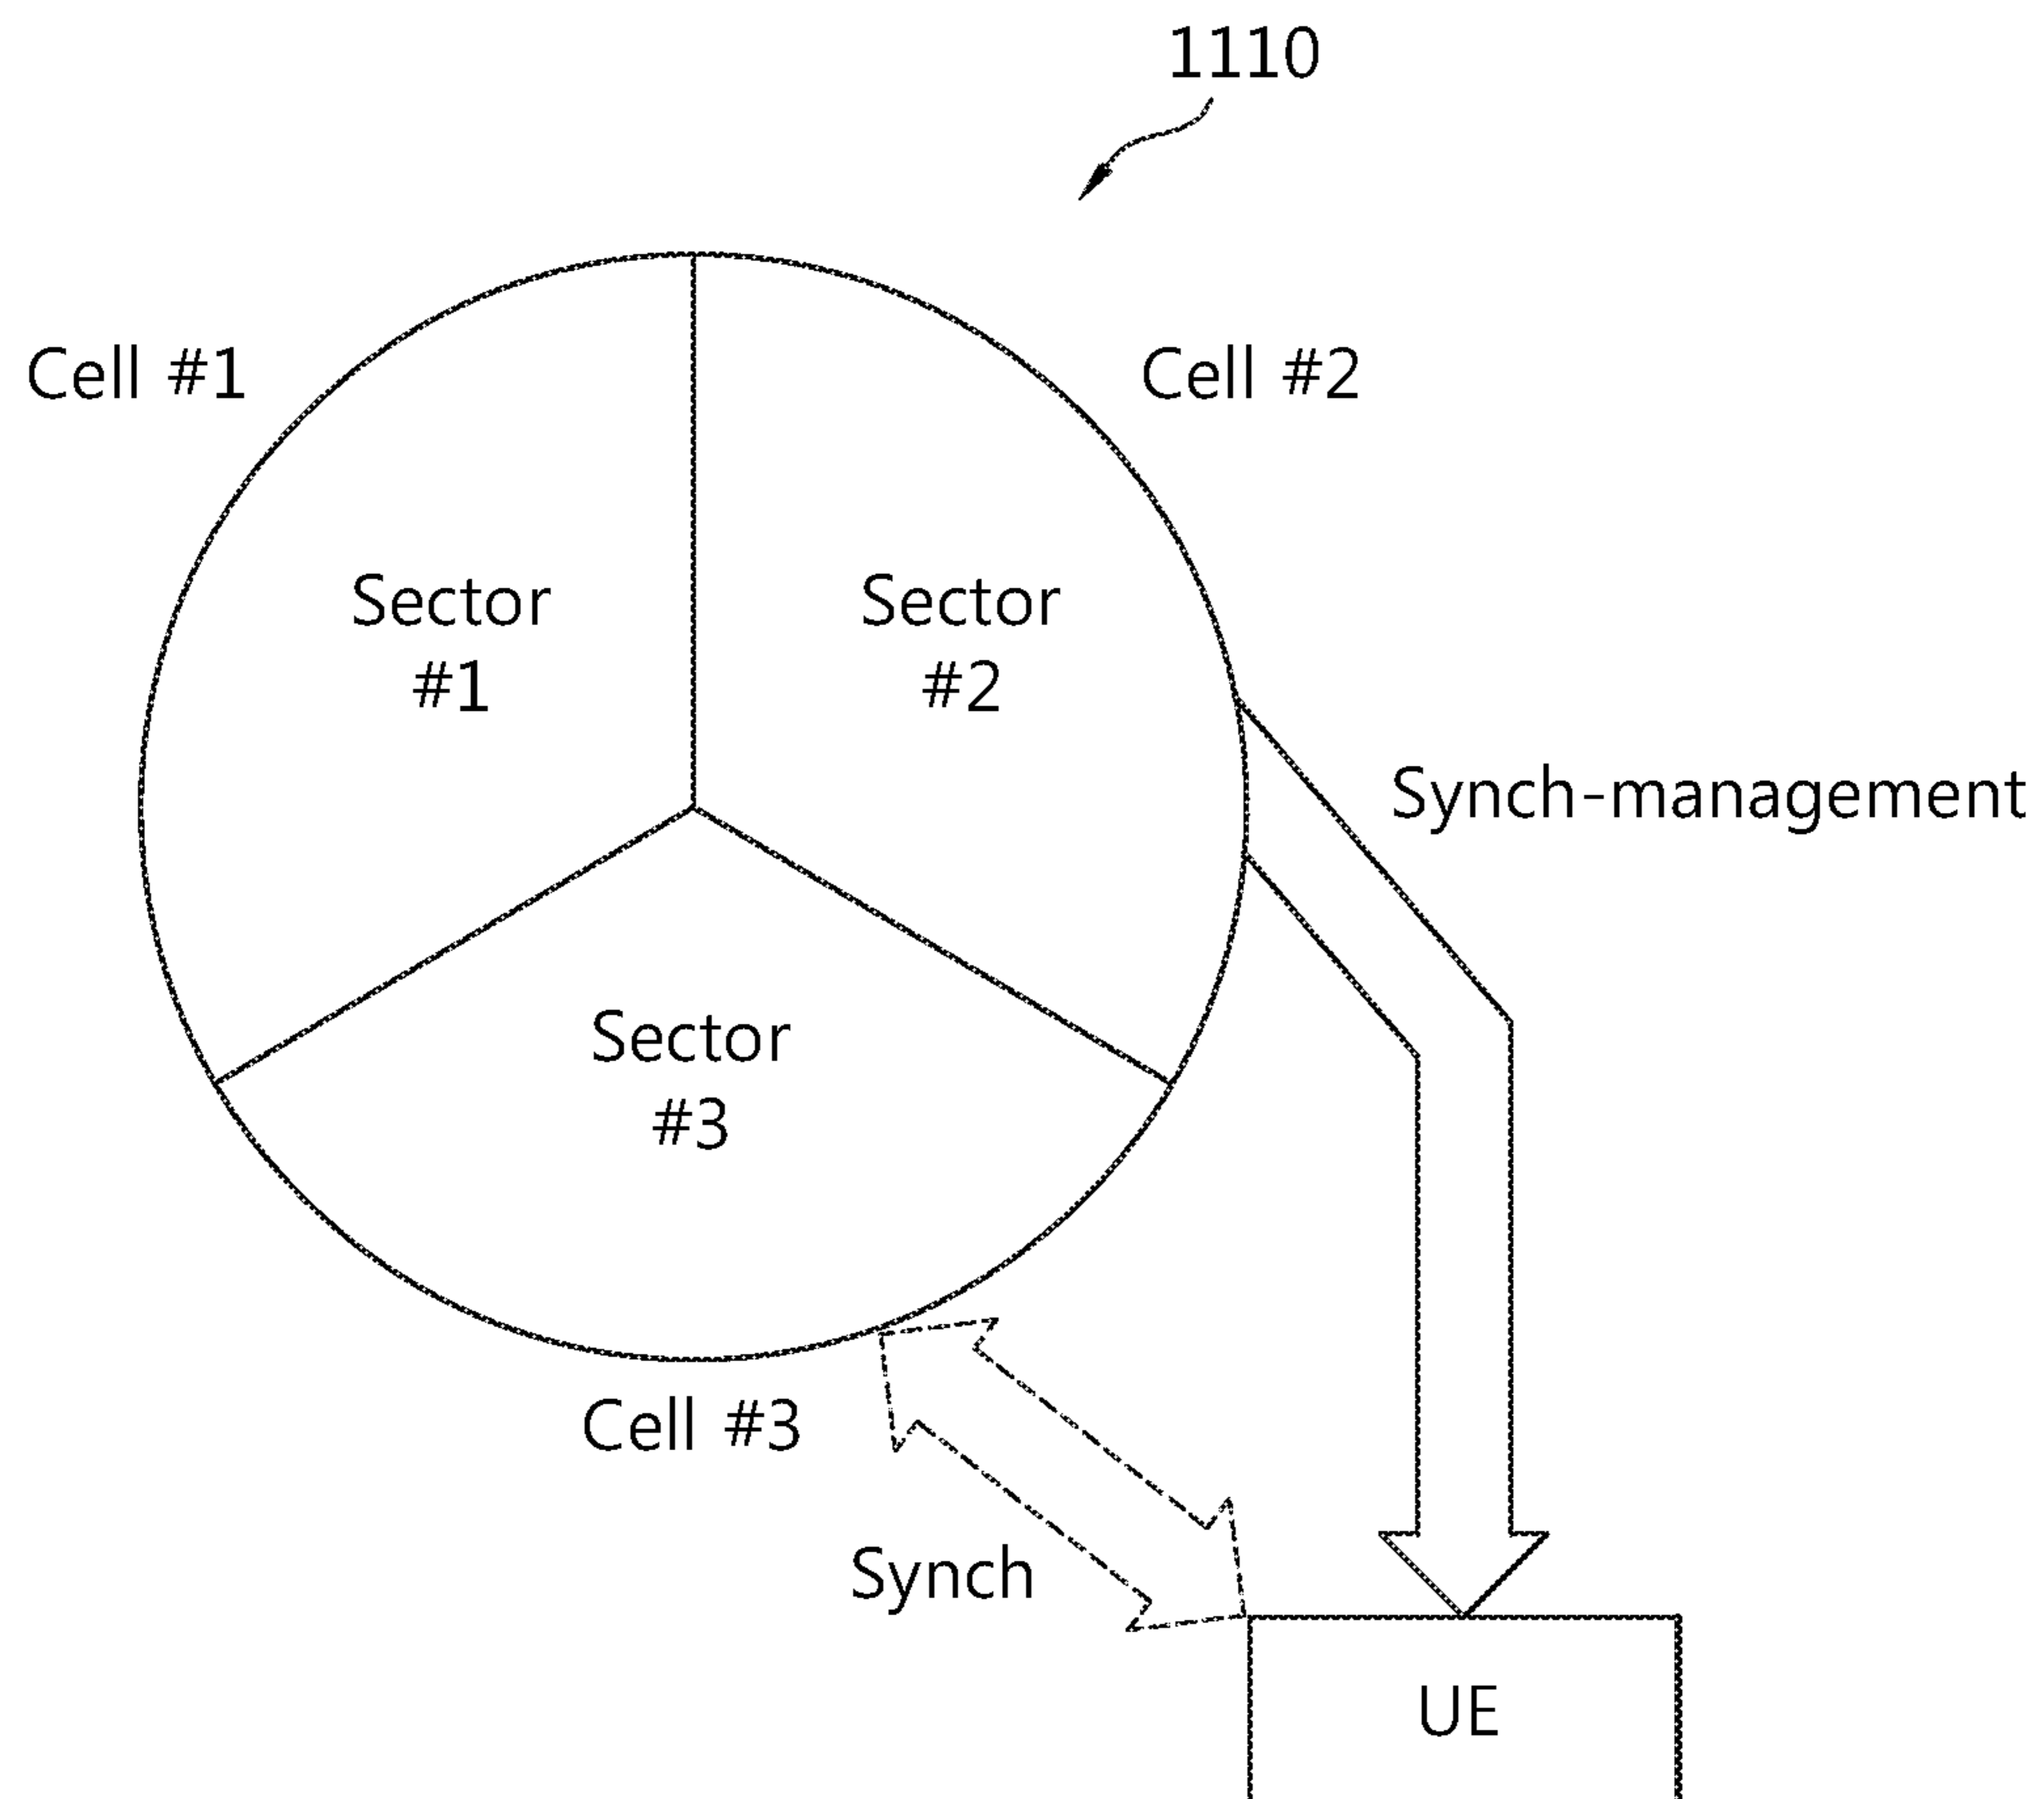 1110
Cell #1
Cell #2
Sector
#1
Sector
#2
Synch-management
Sector
#3
Cell #3
Synch
UE